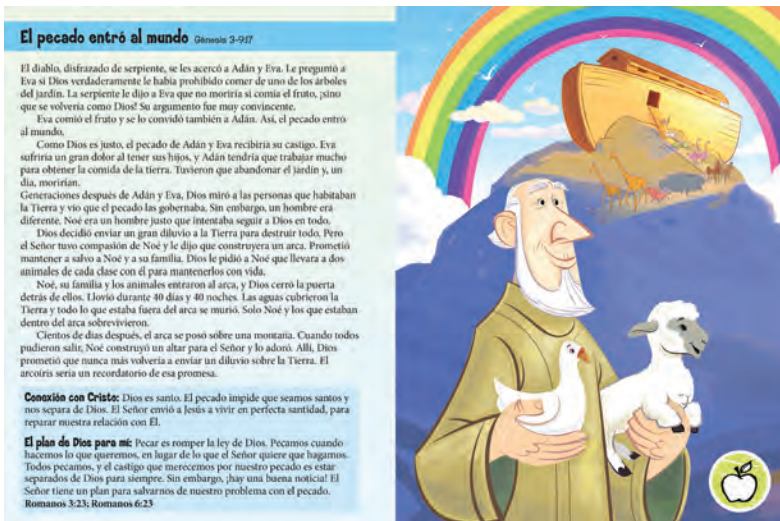 El pecado entró al mundo Génesis 3-9:17
El diablo, disfrazado de serpiente, se les acercó a Adán y Eva. Le preguntó a
Eva si Dios verdaderamente le había prohibido comer de uno de los árboles
del jardín. La serpiente le dijo a Eva que no moriría si comía el fruto, ¡sino
que se volvería como Dios! Su argumento fue muy convincente.
Eva comió el fruto y se lo convidó también a Adán. Así, el pecado entró
al mundo.
Como Dios es justo, el pecado de Adán y Eva recibiría su castigo. Eva
sufriría un gran dolor al tener sus hijos, y Adán tendría que trabajar mucho
para obtener la comida de la tierra. Tuvieron que abandonar el jardín y, un
día, morirían.
Generaciones después de Adán y Eva, Dios miró a las personas que habitaban
la Tierra y vio que el pecado las gobernaba. Sin embargo, un hombre era
diferente. Noé era un hombre justo que intentaba seguir a Dios en todo.
Dios decidió enviar un gran diluvio a la Tierra para destruir todo. Pero
el Señor tuvo compasión de Noé y le dijo que construyera un arca. Prometió
mantener a salvo a Noé y a su familia. Dios le pidió a Noé que llevara a dos
animales de cada clase con él para mantenerlos con vida.
Noé, su familia y los animales entraron al arca, y Dios cerró la puerta
detrás de ellos. Llovió durante 40 días y 40 noches. Las aguas cubrieron la
Tierra y todo lo que estaba fuera del arca se murió. Solo Noé y los que estaban
dentro del arca sobrevivieron.
Cientos de días después, el arca se posó sobre una montaña. Cuando todos
pudieron salir, Noé construyó un altar para el Señor y lo adoró. Allí, Dios
prometió que nunca más volvería a enviar un diluvio sobre la Tierra. El
arcoíris sería un recordatorio de esa promesa.
Conexión con Cristo: Dios es santo. El pecado impide que seamos santos y
nos separa de Dios. El Señor envió a Jesús a vivir en perfecta santidad, para
reparar nuestra relación con Él.
El plan de Dios para mí: Pecar es romper la ley de Dios. Pecamos cuando
hacemos lo que queremos, en lugar de lo que el Señor quiere que hagamos.
Todos pecamos, y el castigo que merecemos por nuestro pecado es estar
separados de Dios para siempre. Sin embargo, ¡hay una buena noticia! El
Señor tiene un plan para salvarnos de nuestro problema con el pecado.
Romanos 3:23; Romanos 6:23